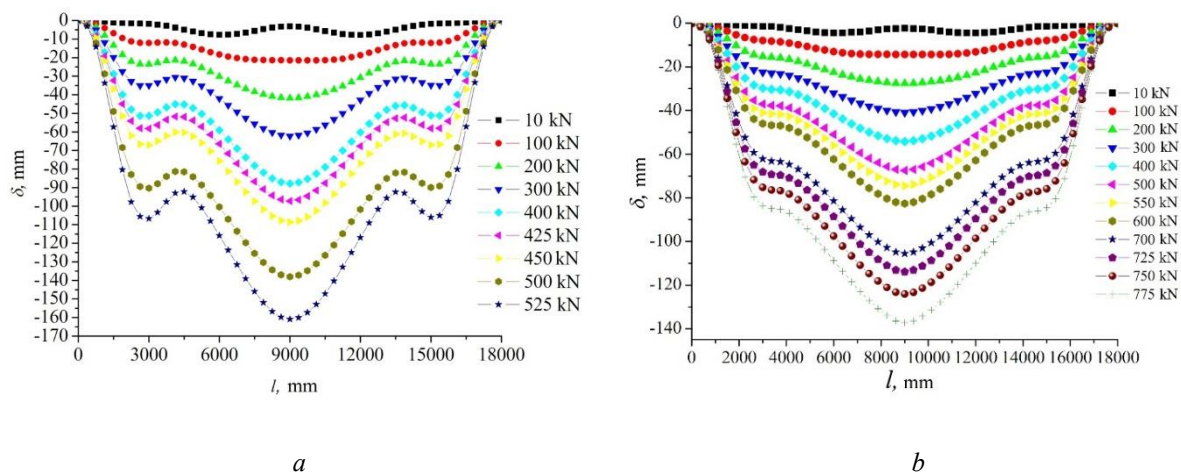 0
-10
-20
-30
-40
-50
-60
-70
-80
-90
-100
-110
-120
-130
-140
-150
-160
-170
δ, mm
0 3000 6000 9000 12000 15000 18000
l, mm
10 kN
100 kN
200 kN
300 kN
400 kN
425 kN
450 kN
500 kN
525 kN
a
0
-20
-40
-60
-80
-100
-120
-140
δ, mm
0 2000 4000 6000 8000 10000 12000 14000 16000 18000
l, mm
10 kN
100 kN
200 kN
300 kN
400 kN
500 kN
550 kN
600 kN
700 kN
725 kN
750 kN
775 kN
b